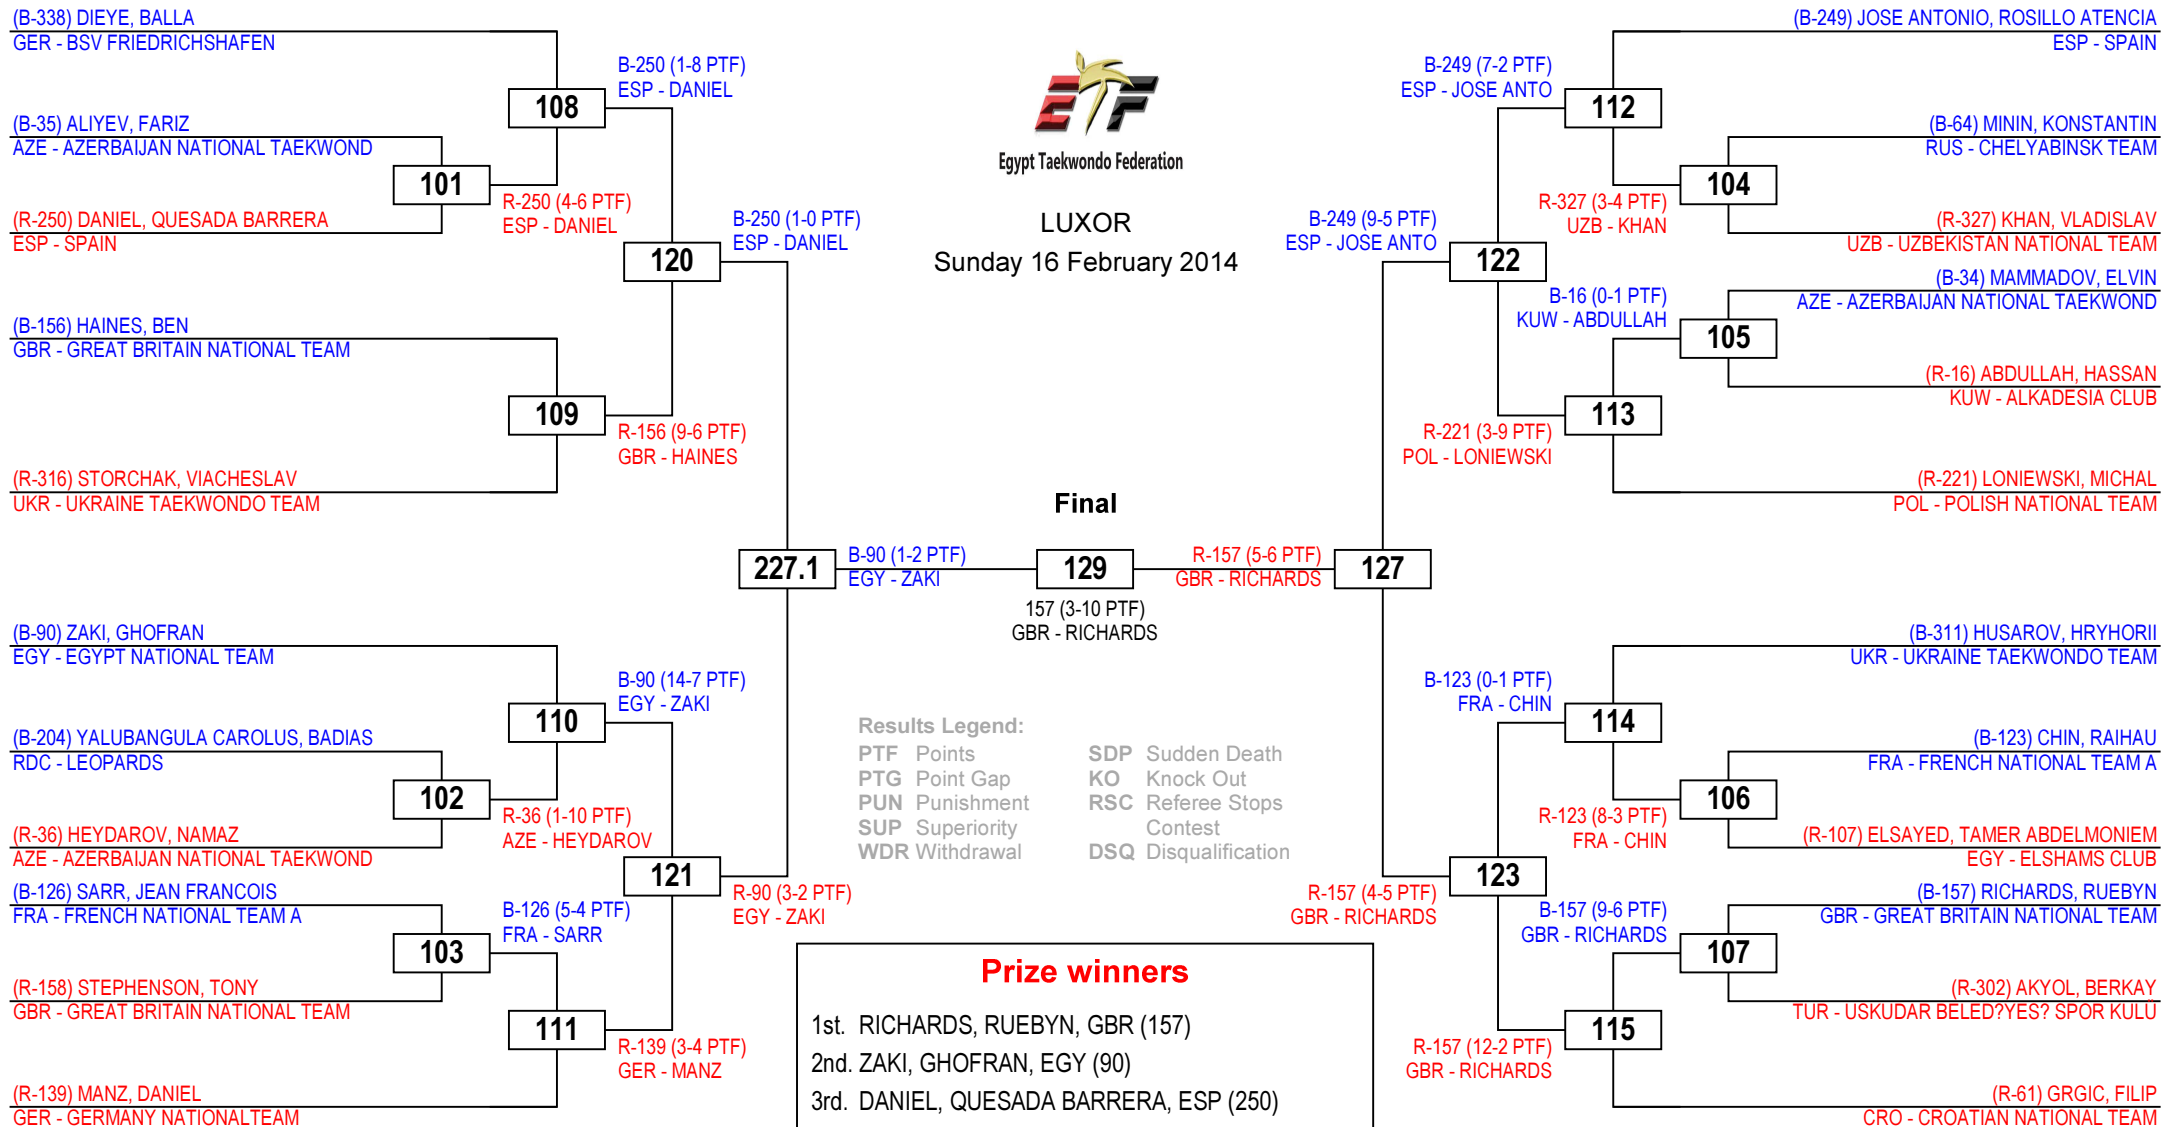 (B-338) DIEYE, BALLA
GER - BSV FRIEDRICHSHAFEN
(B-35) ALIYEV, FARIZ
AZE - AZERBAIJAN NATIONAL TAEKWOND
(R-250) DANIEL, QUESADA BARRERA
ESP - SPAIN
(B-156) HAINES, BEN
GBR - GREAT BRITAIN NATIONAL TEAM
(R-316) STORCHAK, VIACHESLAV
UKR - UKRAINE TAEKWONDO TEAM
(B-90) ZAKI, GHOFRAN
EGY - EGYPT NATIONAL TEAM
(B-204) YALUBANGULA CAROLUS, BADIAS
RDC - LEOPARDS
(R-36) HEYDAROV, NAMAZ
AZE - AZERBAIJAN NATIONAL TAEKWOND
(B-126) SARR, JEAN FRANCOIS
FRA - FRENCH NATIONAL TEAM A
(R-158) STEPHENSON, TONY
GBR - GREAT BRITAIN NATIONAL TEAM
(R-139) MANZ, DANIEL
GER - GERMANY NATIONALTEAM
101
102
103
R-250 (4-6 PTF)
ESP - DANIEL
R-36 (1-10 PTF)
AZE - HEYDAROV
B-126 (5-4 PTF)
FRA - SARR
108
109
110
111
B-250 (1-8 PTF)
ESP - DANIEL
R-156 (9-6 PTF)
GBR - HAINES
B-90 (14-7 PTF)
EGY - ZAKI
R-139 (3-4 PTF)
GER - MANZ
120
121
B-250 (1-0 PTF)
ESP - DANIEL
R-90 (3-2 PTF)
EGY - ZAKI
227.1
B-90 (1-2 PTF)
EGY - ZAKI
ETF
Egypt Taekwondo Federation
LUXOR
Sunday 16 February 2014
Final
129
157 (3-10 PTF)
GBR - RICHARDS
Results Legend:
PTF Points
PTG Point Gap
PUN Punishment
SUP Superiority
WDR Withdrawal
SDP Sudden Death
KO Knock Out
RSC Referee Stops
Contest
DSQ Disqualification
Prize winners
1st. RICHARDS, RUEBYN, GBR (157)
2nd. ZAKI, GHOFRAN, EGY (90)
3rd. DANIEL, QUESADA BARRERA, ESP (250)
R-157 (5-6 PTF)
GBR - RICHARDS
127
B-249 (9-5 PTF)
ESP - JOSE ANTO
R-157 (4-5 PTF)
GBR - RICHARDS
122
123
B-249 (7-2 PTF)
ESP - JOSE ANTO
R-221 (3-9 PTF)
POL - LONIEWSKI
B-123 (0-1 PTF)
FRA - CHIN
R-157 (12-2 PTF)
GBR - RICHARDS
112
113
114
115
R-327 (3-4 PTF)
UZB - KHAN
B-16 (0-1 PTF)
KUW - ABDULLAH
R-123 (8-3 PTF)
FRA - CHIN
B-157 (9-6 PTF)
GBR - RICHARDS
104
105
106
107
(B-249) JOSE ANTONIO, ROSILLO ATENCIA
ESP - SPAIN
(B-64) MININ, KONSTANTIN
RUS - CHELYABINSK TEAM
(R-327) KHAN, VLADISLAV
UZB - UZBEKISTAN NATIONAL TEAM
(B-34) MAMMADOV, ELVIN
AZE - AZERBAIJAN NATIONAL TAEKWOND
(R-16) ABDULLAH, HASSAN
KUW - ALKADESIA CLUB
(R-221) LONIEWSKI, MICHAL
POL - POLISH NATIONAL TEAM
(B-311) HUSAROV, HRYHORII
UKR - UKRAINE TAEKWONDO TEAM
(B-123) CHIN, RAIHAU
FRA - FRENCH NATIONAL TEAM A
(R-107) ELSAYED, TAMER ABDELMONIEM
EGY - ELSHAMS CLUB
(B-157) RICHARDS, RUEBYN
GBR - GREAT BRITAIN NATIONAL TEAM
(R-302) AKYOL, BERKAY
TUR - USKUDAR BELED?YES? SPOR KULÜ
(R-61) GRGIC, FILIP
CRO - CROATIAN NATIONAL TEAM